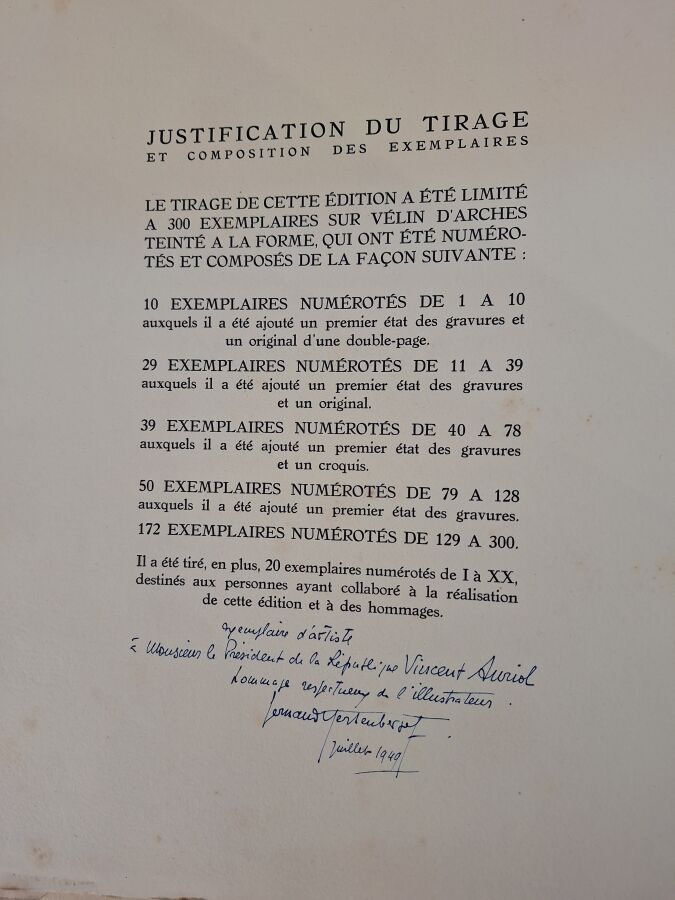 JUSTIFICATION DU TIRAGE
ET COMPOSITION DES EXEMPLAIRES
LE TIRAGE DE CETTE ÉDITION A ÉTÉ LIMITÉ
A 300 EXEMPLAIRES SUR VÉLIN D'ARCHES
TEINTÉ A LA FORME, QUI ONT ÉTÉ NUMÉRO-
TÉS ET COMPOSÉS DE LA FAÇON SUIVANTE :
10 EXEMPLAIRES NUMÉROTÉS DE 1 A 10
auxquels il a été ajouté un premier état des gravures et
un original d'une double-page.
29 EXEMPLAIRES NUMÉROTÉS DE 11 A 39
auxquels il a été ajouté un premier état des gravures
et un original.
39 EXEMPLAIRES NUMÉROTÉS DE 40 A 78
auxquels il a été ajouté un premier état des gravures
et un croquis.
50 EXEMPLAIRES NUMÉROTÉS DE 79 A 128
auxquels il a été ajouté un premier état des gravures.
172 EXEMPLAIRES NUMÉROTÉS DE 129 A 300.
Il a été tiré, en plus, 20 exemplaires numérotés de I à XX,
destinés aux personnes ayant collaboré à la réalisation
de cette édition et à des hommages.
exemplaire d'artiste
à Monsieur le Président de la République Vincent Auriol
hommage respectueux de l'illustrateur.
Fernand Hertenberger
Juillet 1949